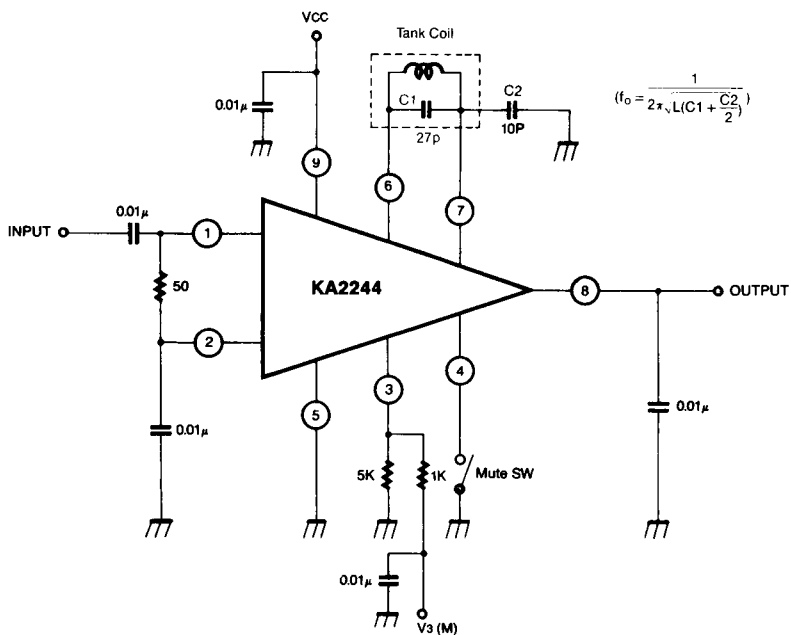 VCC
Tank Coil
0.01μ
C1
27p
C2
10P
(fo = 1 / 2π√L(C1 + C2/2))
9
6
7
INPUT
0.01μ
1
50
2
KA2244
8
OUTPUT
0.01μ
5
3
4
0.01μ
5K
1K
Mute SW
0.01μ
V3 (M)